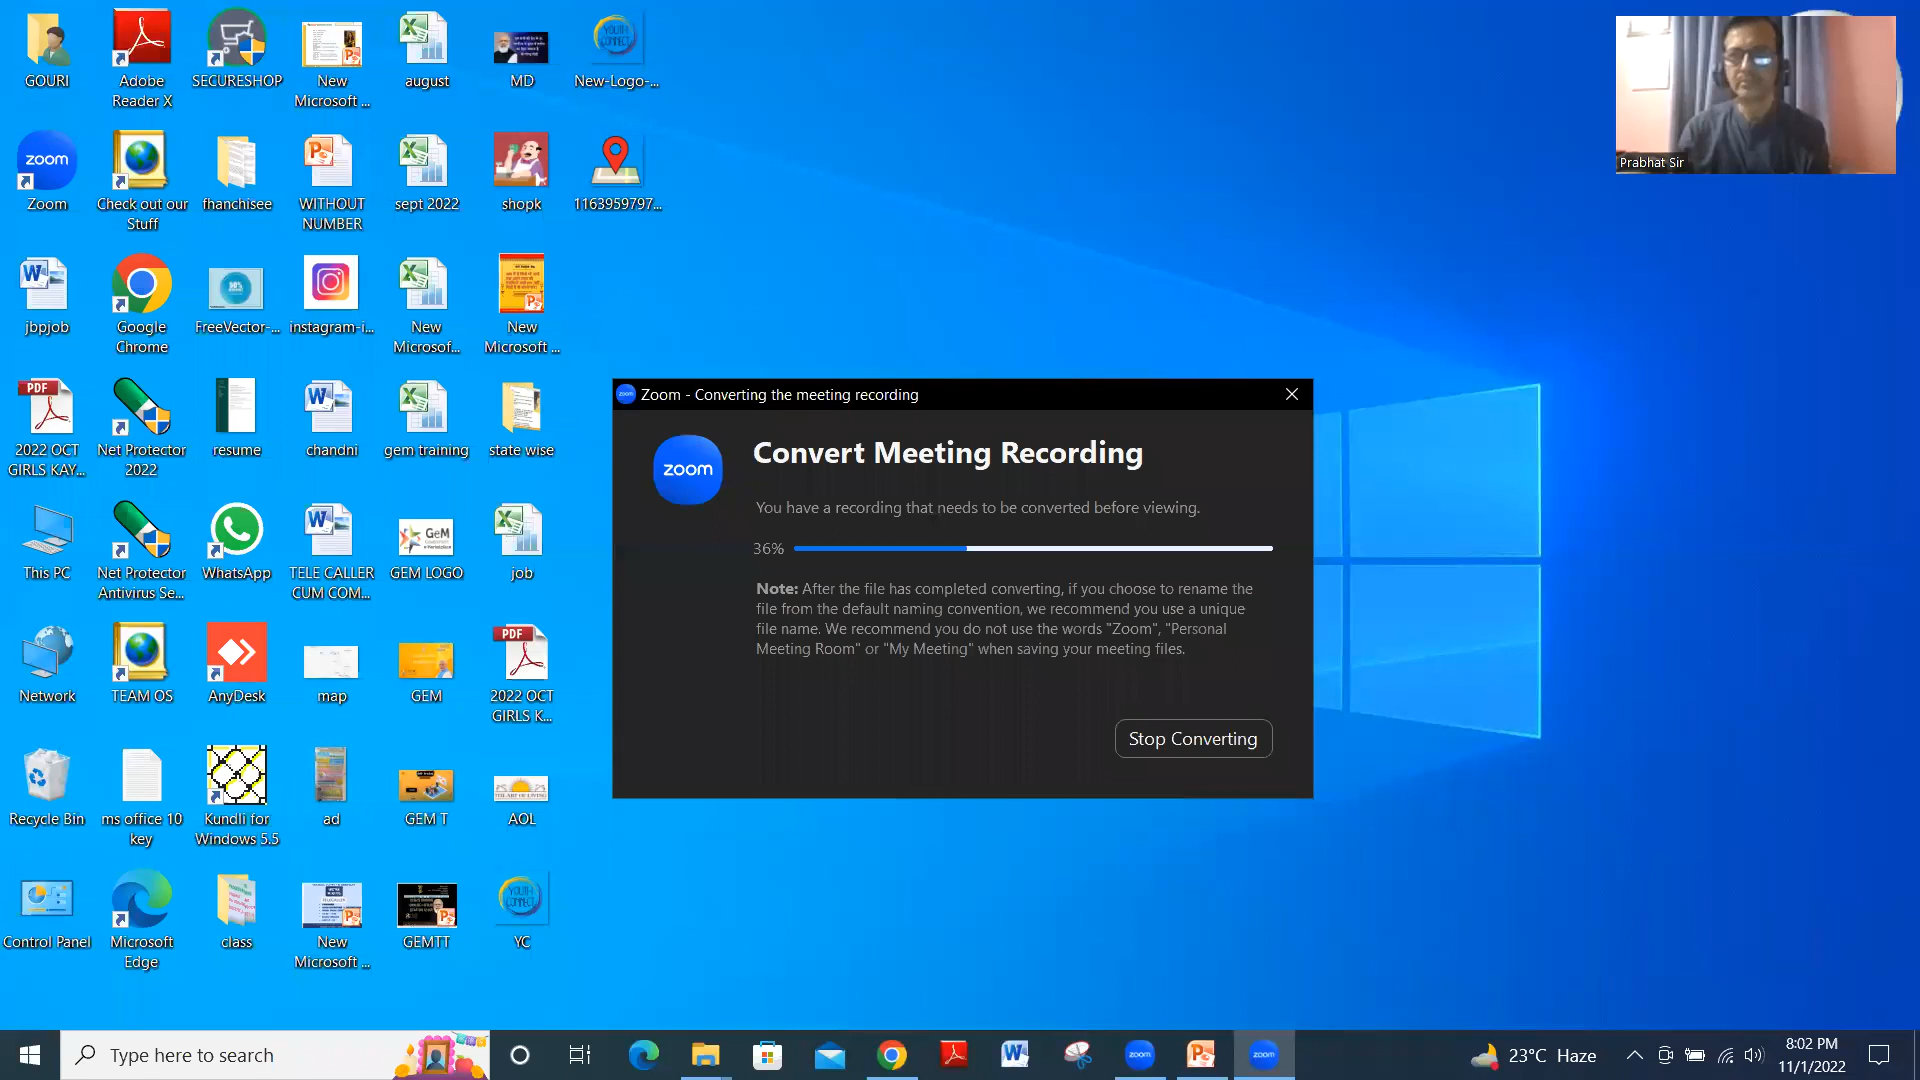 GOURI
Adobe
Reader X
SECURESHOP
New
Microsoft ...
august
MD
New-Logo-...
zoom
Zoom
Check out our
Stuff
fhanchisee
WITHOUT
NUMBER
sept 2022
shopk
1163959797...
jbpjob
Google
Chrome
FreeVector-...
instagram-i...
New
Microsof...
New
Microsoft ...
PDF
2022 OCT
GIRLS KAY...
Net Protector
2022
resume
chandni
gem training
state wise
This PC
Net Protector
Antivirus Se...
WhatsApp
TELE CALLER
CUM COM...
GeM
GEM LOGO
job
Network
TEAM OS
AnyDesk
map
GEM
PDF
2022 OCT
GIRLS K...
Recycle Bin
ms office 10
key
Kundli for
Windows 5.5
ad
GEM T
AOL
Control Panel
Microsoft
Edge
class
New
Microsoft ...
GEMTT
YOUTH
CONNECT
YC
Prabhat Sir
Zoom - Converting the meeting recording
zoom
Convert Meeting Recording
You have a recording that needs to be converted before viewing.
36%
Note: After the file has completed converting, if you choose to rename the
file from the default naming convention, we recommend you use a unique
file name. We recommend you do not use the words "Zoom", "Personal
Meeting Room" or "My Meeting" when saving your meeting files.
Stop Converting
Type here to search
zoom
zoom
23°C Haze
8:02 PM
11/1/2022